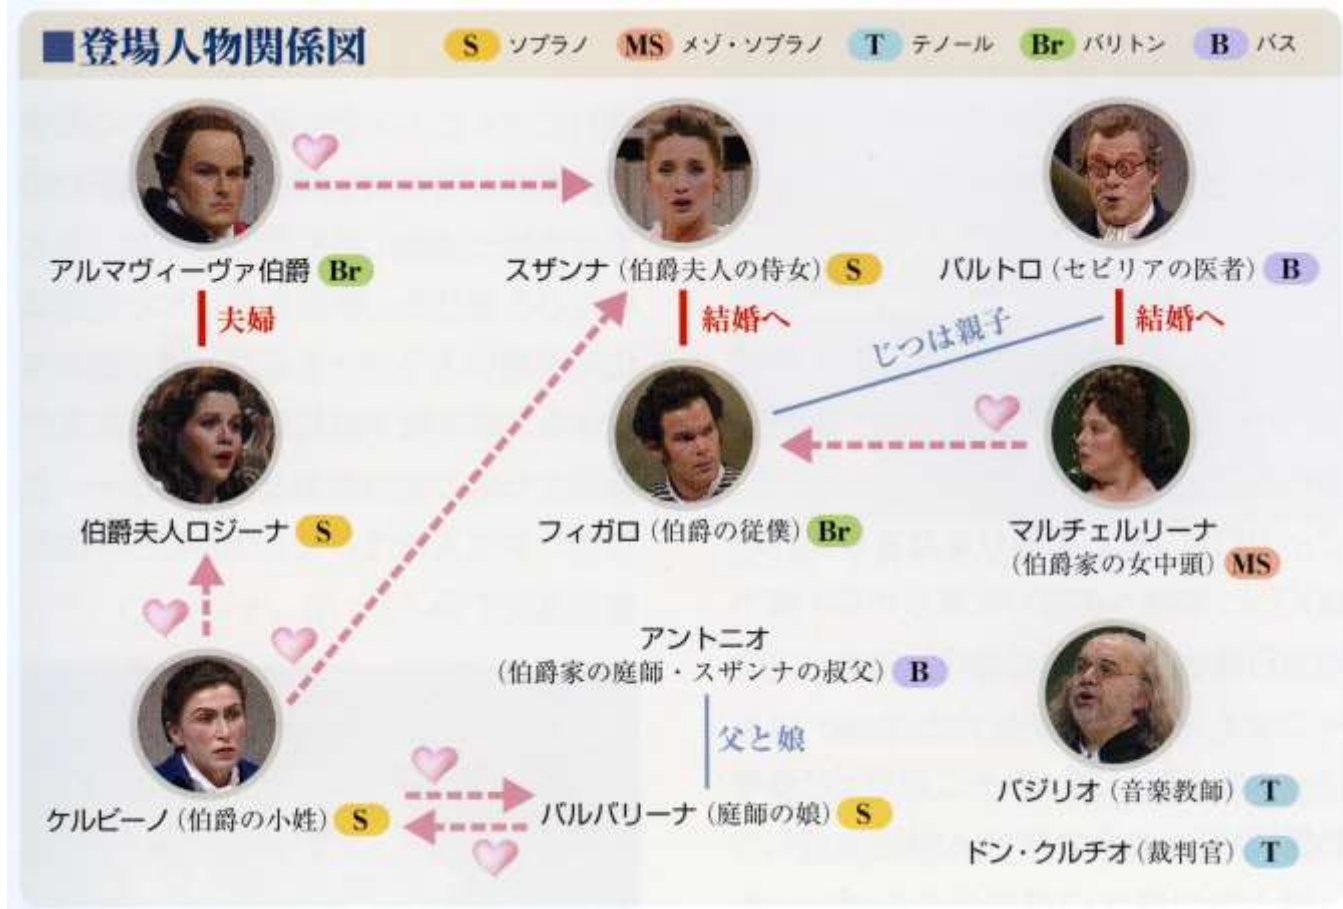 ■登場人物関係図
S ソプラノ MS メゾ・ソプラノ T テノール Br バリトン B バス
アルマヴィーヴァ伯爵 Br
スザンナ（伯爵夫人の侍女） S
バルトロ（セビリアの医者） B
夫婦
結婚へ
じつは親子
結婚へ
伯爵夫人ロジーナ S
フィガロ（伯爵の従僕） Br
マルチェルリーナ
（伯爵家の女中頭） MS
アントニオ
（伯爵家の庭師・スザンナの叔父） B
父と娘
ケルビーノ（伯爵の小姓） S
バルバリーナ（庭師の娘） S
バジリオ（音楽教師） T
ドン・クルチオ（裁判官） T